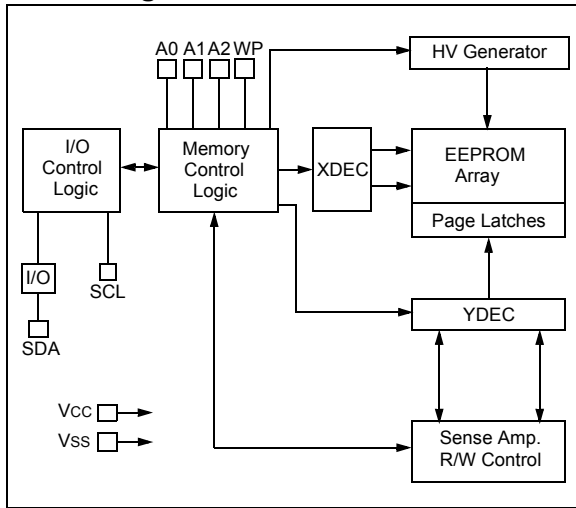 A0 A1 A2 WP
HV Generator
I/O
Control
Logic
Memory
Control
Logic
XDEC
EEPROM
Array
Page Latches
I/O
SCL
SDA
YDEC
VCC
VSS
Sense Amp.
R/W Control